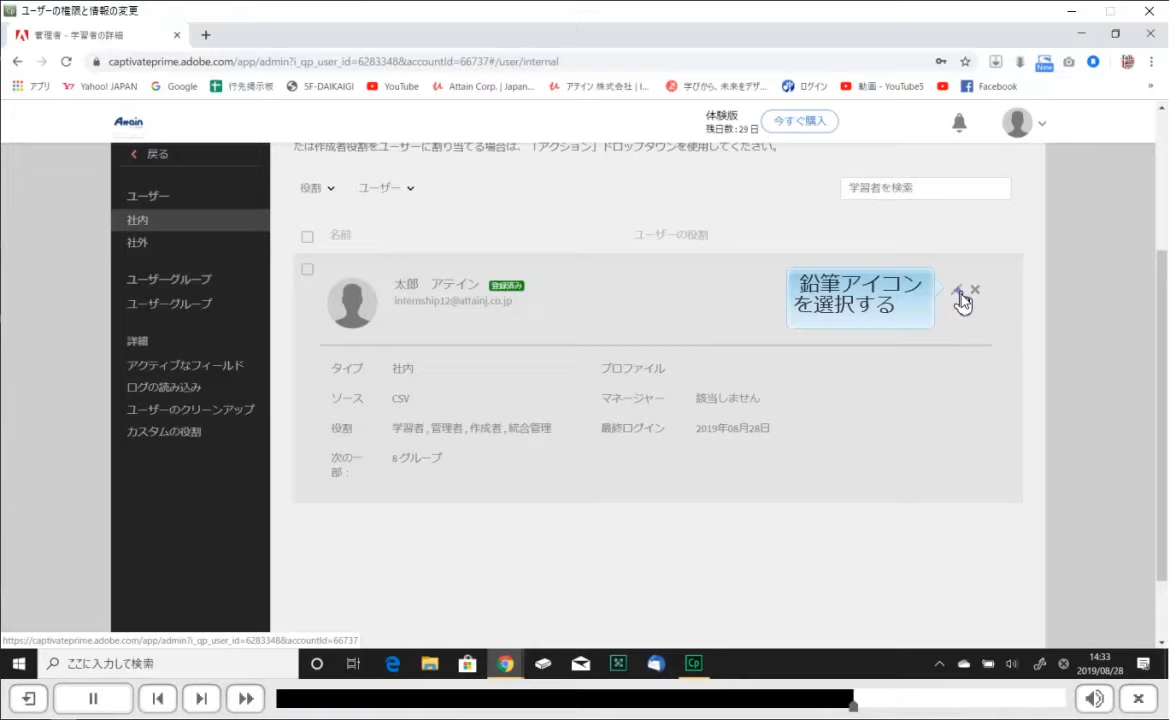 ユーザーの権限と情報の変更
管理者 - 学習者の詳細
captivateprime.adobe.com/app/admin?i_qp_user_id=6283348&accountId=66737#/user/internal
New
アプリ Yahoo! JAPAN Google 行先掲示板 5F-DAIKAIGI YouTube Attain Corp. | Japan... アテイン 株式会社 | I... 学びから、未来をデザ... ログイン 動画 - YouTube5 Facebook
Attain
体験版
残日数 : 29 日
今すぐ購入
戻る
たは作成者役割をユーザーに割り当てる場合は、「アクション」ドロップダウンを使用してください。
役割 ユーザー 学習者を検索
ユーザー
社内
社外
ユーザーグループ
ユーザーグループ
詳細
アクティブなフィールド
ログの読み込み
ユーザーのクリーンアップ
カスタムの役割
名前 ユーザーの役割
太郎 アテイン 登録済み
internship12@attainj.co.jp
鉛筆アイコン
を選択する
タイプ 社内 プロファイル
ソース CSV マネージャー 該当しません
役割 学習者 , 管理者 , 作成者 , 統合管理 最終ログイン 2019年08月28日
次の一
部 :
8 グループ
https://captivateprime.adobe.com/app/admin?i_qp_user_id=6283348&accountId=66737
ここに入力して検索
Cp
14:33
2019/08/28